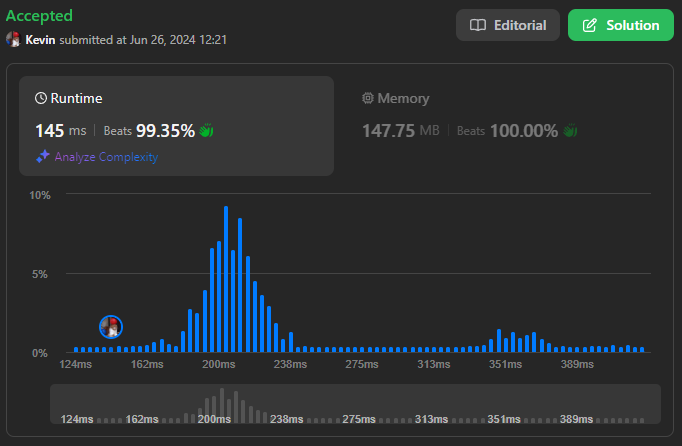 Accepted
Kevin submitted at Jun 26, 2024 12:21
Editorial
Solution
Runtime
145 ms | Beats 99.35%
Analyze Complexity
Memory
147.75 MB | Beats 100.00%
10%
5%
0%
124ms 162ms 200ms 238ms 275ms 313ms 351ms 389ms
124ms 162ms 200ms 238ms 275ms 313ms 351ms 389ms